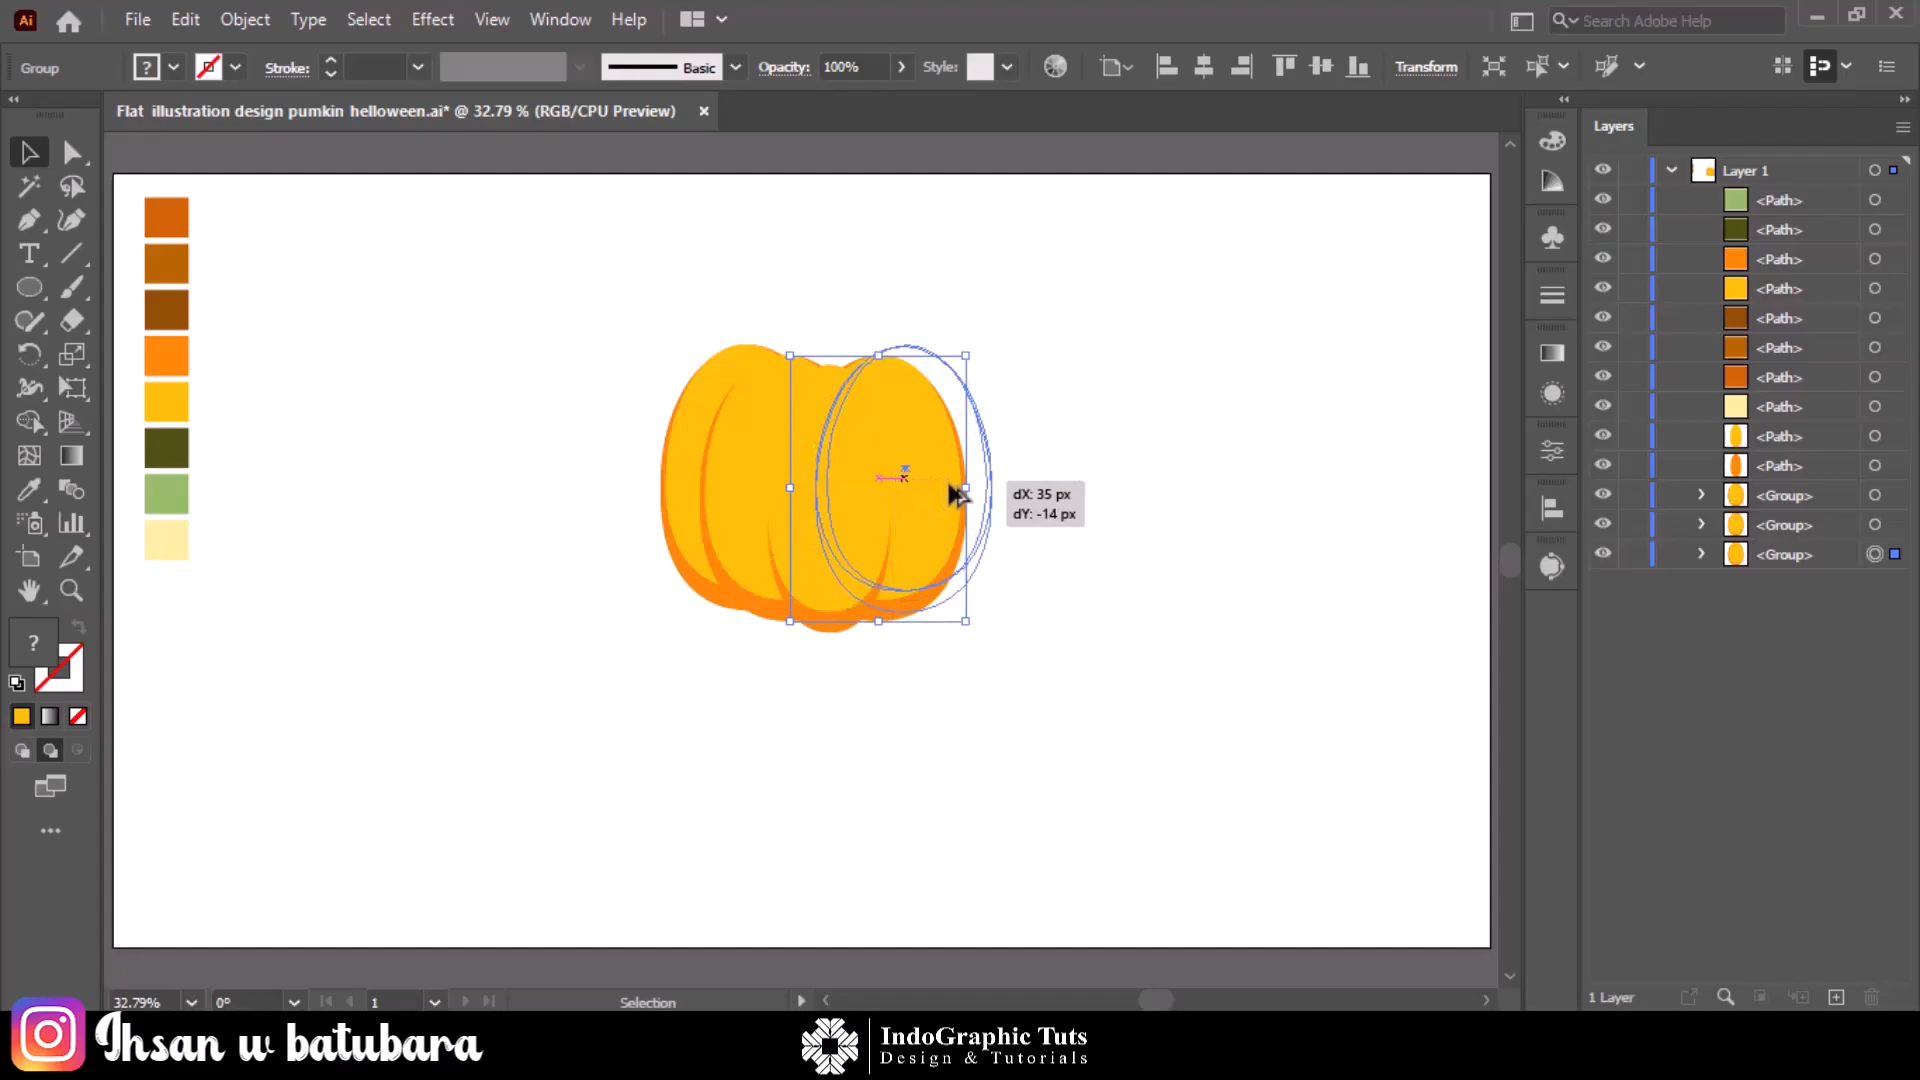 Ai
File Edit Object Type Select Effect View Window Help
Search Adobe Help
Group
?
Stroke:
Basic
Opacity: 100%
Style:
Transform
Flat illustration design pumkin helloween.ai* @ 32.79 % (RGB/CPU Preview)
Layers
Layer 1
<Path>
<Path>
<Path>
<Path>
<Path>
<Path>
<Path>
<Path>
<Path>
<Path>
<Group>
<Group>
<Group>
dX: 35 px
dY: -14 px
?
32.79% 0° 1 Selection
1 Layer
Ihsan w batubara
IndoGraphic Tuts
Design & Tutorials